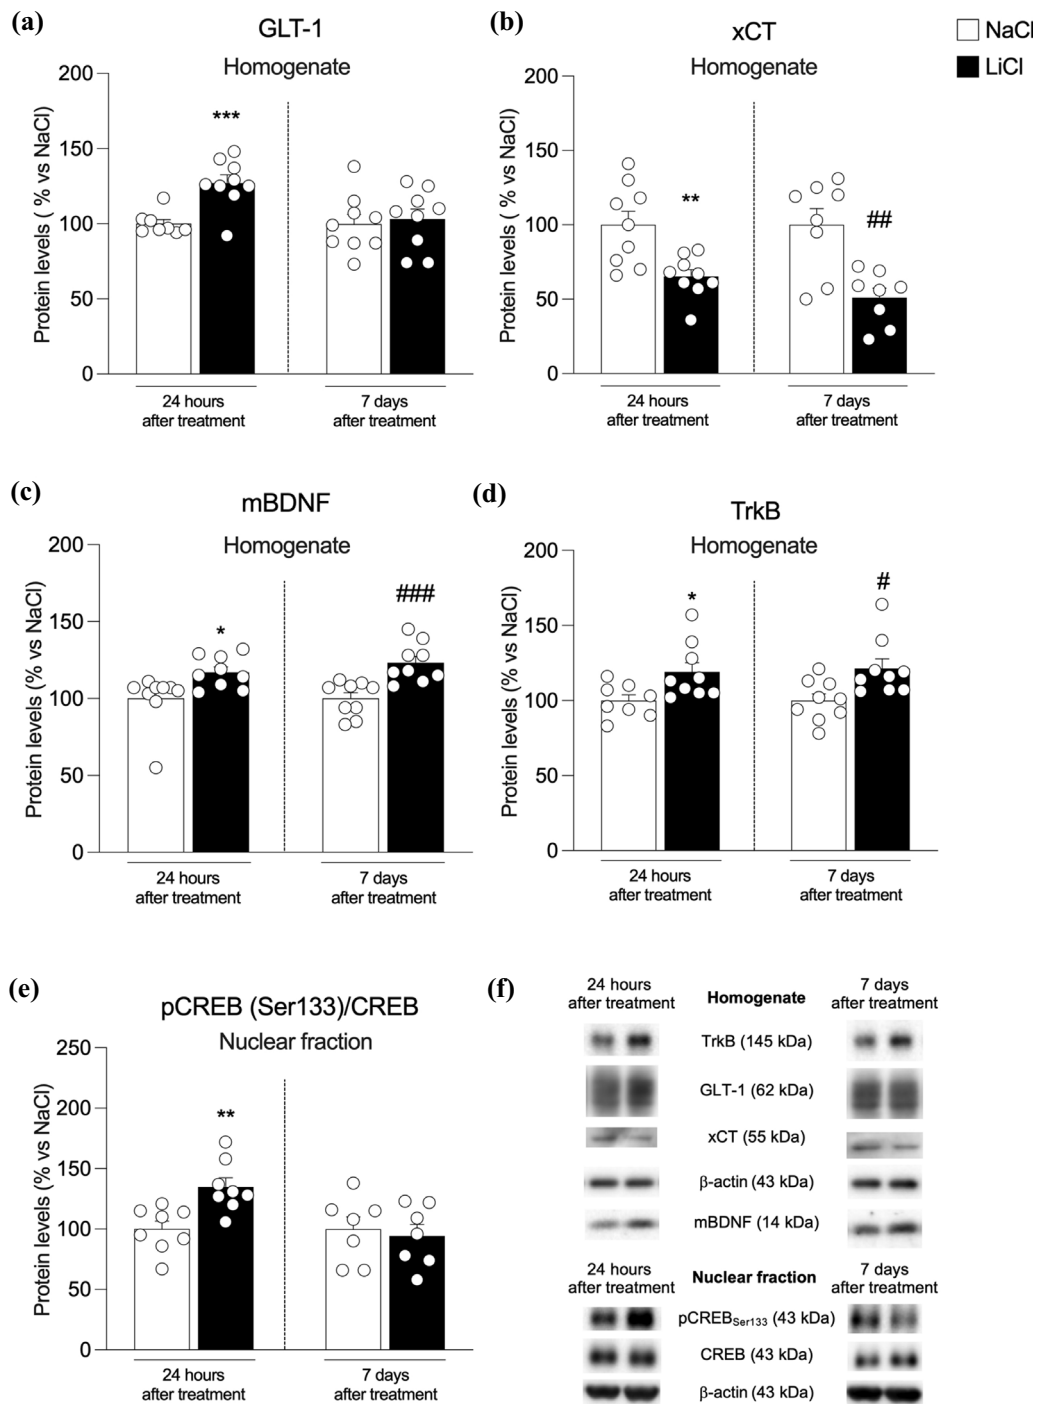 (a)
GLT-1
Homogenate
Protein levels ( % vs NaCl)
200
150
100
50
0
***
24 hours
after treatment
7 days
after treatment
(b)
xCT
Homogenate
NaCl
LiCl
Protein levels ( % vs NaCl)
200
150
100
50
0
**
##
24 hours
after treatment
7 days
after treatment
(c)
mBDNF
Homogenate
Protein levels (% vs NaCl)
200
150
100
50
0
*
###
24 hours
after treatment
7 days
after treatment
(d)
TrkB
Homogenate
Protein levels (% vs NaCl)
200
150
100
50
0
*
#
24 hours
after treatment
7 days
after treatment
(e)
pCREB (Ser133)/CREB
Nuclear fraction
Protein levels (% vs NaCl)
250
200
150
100
50
0
**
24 hours
after treatment
7 days
after treatment
(f)
24 hours
after treatment
Homogenate
7 days
after treatment
TrkB (145 kDa)
GLT-1 (62 kDa)
xCT (55 kDa)
β-actin (43 kDa)
mBDNF (14 kDa)
24 hours
after treatment
Nuclear fraction
7 days
after treatment
pCREBSer133 (43 kDa)
CREB (43 kDa)
β-actin (43 kDa)